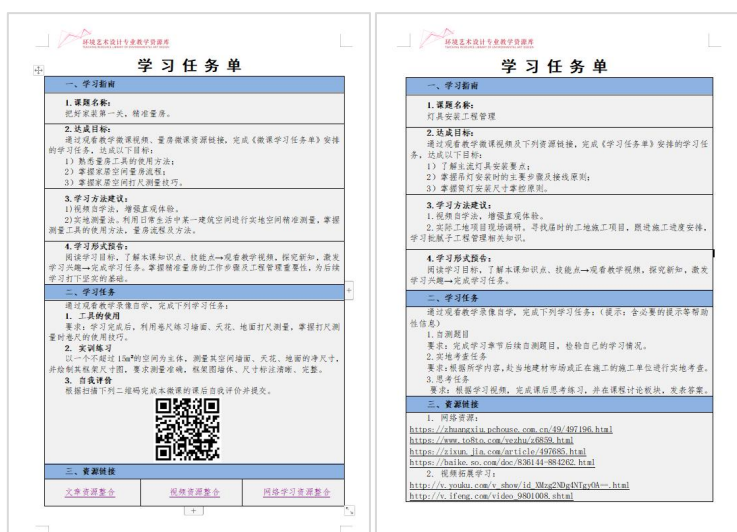 环境艺术设计专业教学资源库
学习任务单
一、学习指南
1.课题名称：
把好家装第一关，精准量房。
2.达成目标：
通过观看教学微课视频、量房微课资源链接，完成《微课学习任务单》安排
的学习任务，达成以下目标：
1）熟悉量房工具的使用方法；
2）掌握家居空间量房流程；
3）掌握家居空间打尺测量技巧。
3.学习方法建议：
1)视频自学法，增强直观体验。
2)实地测量法。利用日常生活中某一建筑空间进行实地空间精准测量，掌握
测量工具的使用方法，量房流程及方法。
4.学习形式预告：
阅读学习目标，了解本课知识点、技能点→观看教学视频，探究新知，激发
学习兴趣→完成学习任务。掌握精准量房的工作步骤及工程管理重要性，为后续
学习打下坚实的基础。
二、学习任务
通过观看教学录像自学，完成下列学习任务：
1. 工具的使用
要求：学习完成后，利用卷尺练习墙面、天花、地面打尺测量，掌握打尺测
量时卷尺的使用技巧。
2. 实训练习
以一个不超过 15m²的空间为主体，测量其空间墙面、天花、地面的净尺寸，
并绘制其框架尺寸图，要求测量准确，框架图墙体、尺寸标注清晰、完整。
3. 自我评价
根据扫描下列二维码完成本微课的课后自我评价并提交。
三、资源链接
文章资源整合 视频资源整合 网络学习资源整合
环境艺术设计专业教学资源库
学习任务单
一、学习指南
1.课题名称：
灯具安装工程管理
2.达成目标：
通过观看教学微课视频及下列资源链接，完成《学习任务单》安排的学习任
务，达成以下目标：
1）了解主流灯具安装要点；
2）掌握吊灯安装时的主要步骤及接线原则；
3）掌握筒灯安装尺寸掌控原则。
3.学习方法建议：
1.视频自学法，增强直观体验。
2.实际工地项目现场调研。寻找届时的工地施工项目，跟进施工进度安排，
学习批腻子工程管理相关知识。
4.学习形式预告：
阅读学习目标，了解本课知识点、技能点→观看教学视频，探究新知，激发
学习兴趣→完成学习任务。
二、学习任务
通过观看教学录像自学，完成下列学习任务：（提示：含必要的提示等帮助
性信息）
1.自测题目
要求：完成学习章节后续自测题目，检验自己的学习情况。
2.实地考查任务
要求：根据所学内容，赴当地建材市场或正在施工的施工单位进行实地考查。
3.思考任务
要求：根据学习视频，完成课后思考练习，并在课程讨论板块，发表答案。
三、资源链接
1. 网络资源：
https://zhuangxiu.pchouse.com.cn/49/497196.html
https://www.to8to.com/yezhu/z6859.html
https://zixun.jia.com/article/497685.html
https://baike.so.com/doc/836144-884262.html
2. 视频拓展学习：
http://v.youku.com/v_show/id_XMzg2NDg4NTgyOA==.html
http://v.ifeng.com/video_9801008.shtml